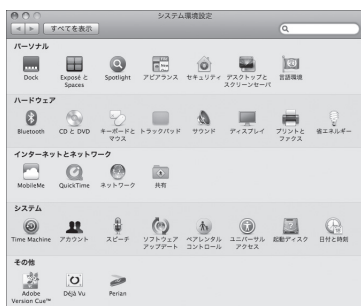 システム環境設定
すべてを表示
パーソナル
Dock
Exposé と Spaces
Spotlight
アピアランス
セキュリティ
デスクトップと スクリーンセーバ
言語環境
ハードウェア
Bluetooth
CD と DVD
キーボードと マウス
トラックパッド
サウンド
ディスプレイ
プリントと ファクス
省エネルギー
インターネットとネットワーク
MobileMe
QuickTime
ネットワーク
共有
システム
Time Machine
アカウント
スピーチ
ソフトウェア アップデート
ペアレンタル コントロール
ユニバーサル アクセス
起動ディスク
日付と時刻
その他
Adobe Version Cue™
Déjà Vu
Perian